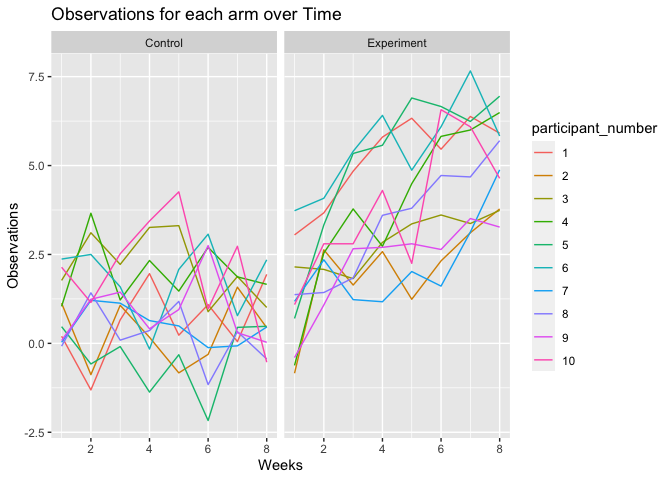 Observations for each arm over Time
Control
Experiment
Observations
7.5
5.0
2.5
0.0
-2.5
2 4 6 8
2 4 6 8
Weeks
participant_number
1
2
3
4
5
6
7
8
9
10